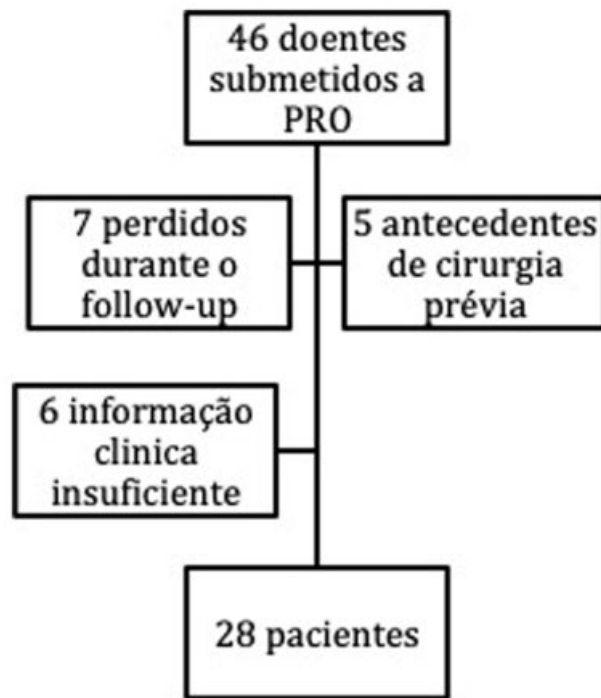 46 doentes
submetidos a
PRO
7 perdidos
durante o
follow-up
5 antecedentes
de cirurgia
prévia
6 informação
clinica
insuficiente
28 pacientes